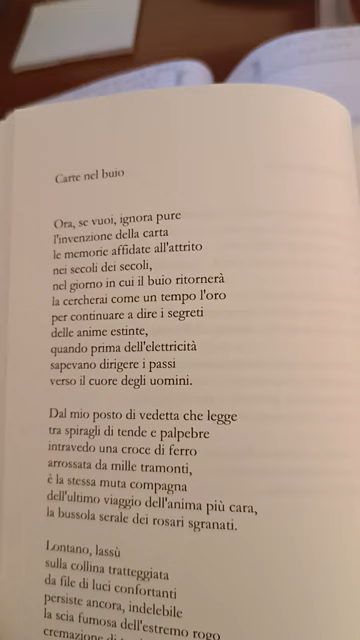 Carte nel buio
Ora, se vuoi, ignora pure
l'invenzione della carta
le memorie affidate all'attrito
nei secoli dei secoli,
nel giorno in cui il buio ritornerà
la cercherai come un tempo l'oro
per continuare a dire i segreti
delle anime estinte,
quando prima dell'elettricità
sapevano dirigere i passi
verso il cuore degli uomini.
Dal mio posto di vedetta che legge
tra spiragli di tende e palpebre
intravedo una croce di ferro
arrossata da mille tramonti,
è la stessa muta compagna
dell'ultimo viaggio dell'anima più cara,
la bussola serale dei rosari sgranati.
Lontano, lassù
sulla collina tratteggiata
da file di luci confortanti
persiste ancora, indelebile
la scia fumosa dell'estremo rogo
cremazione di